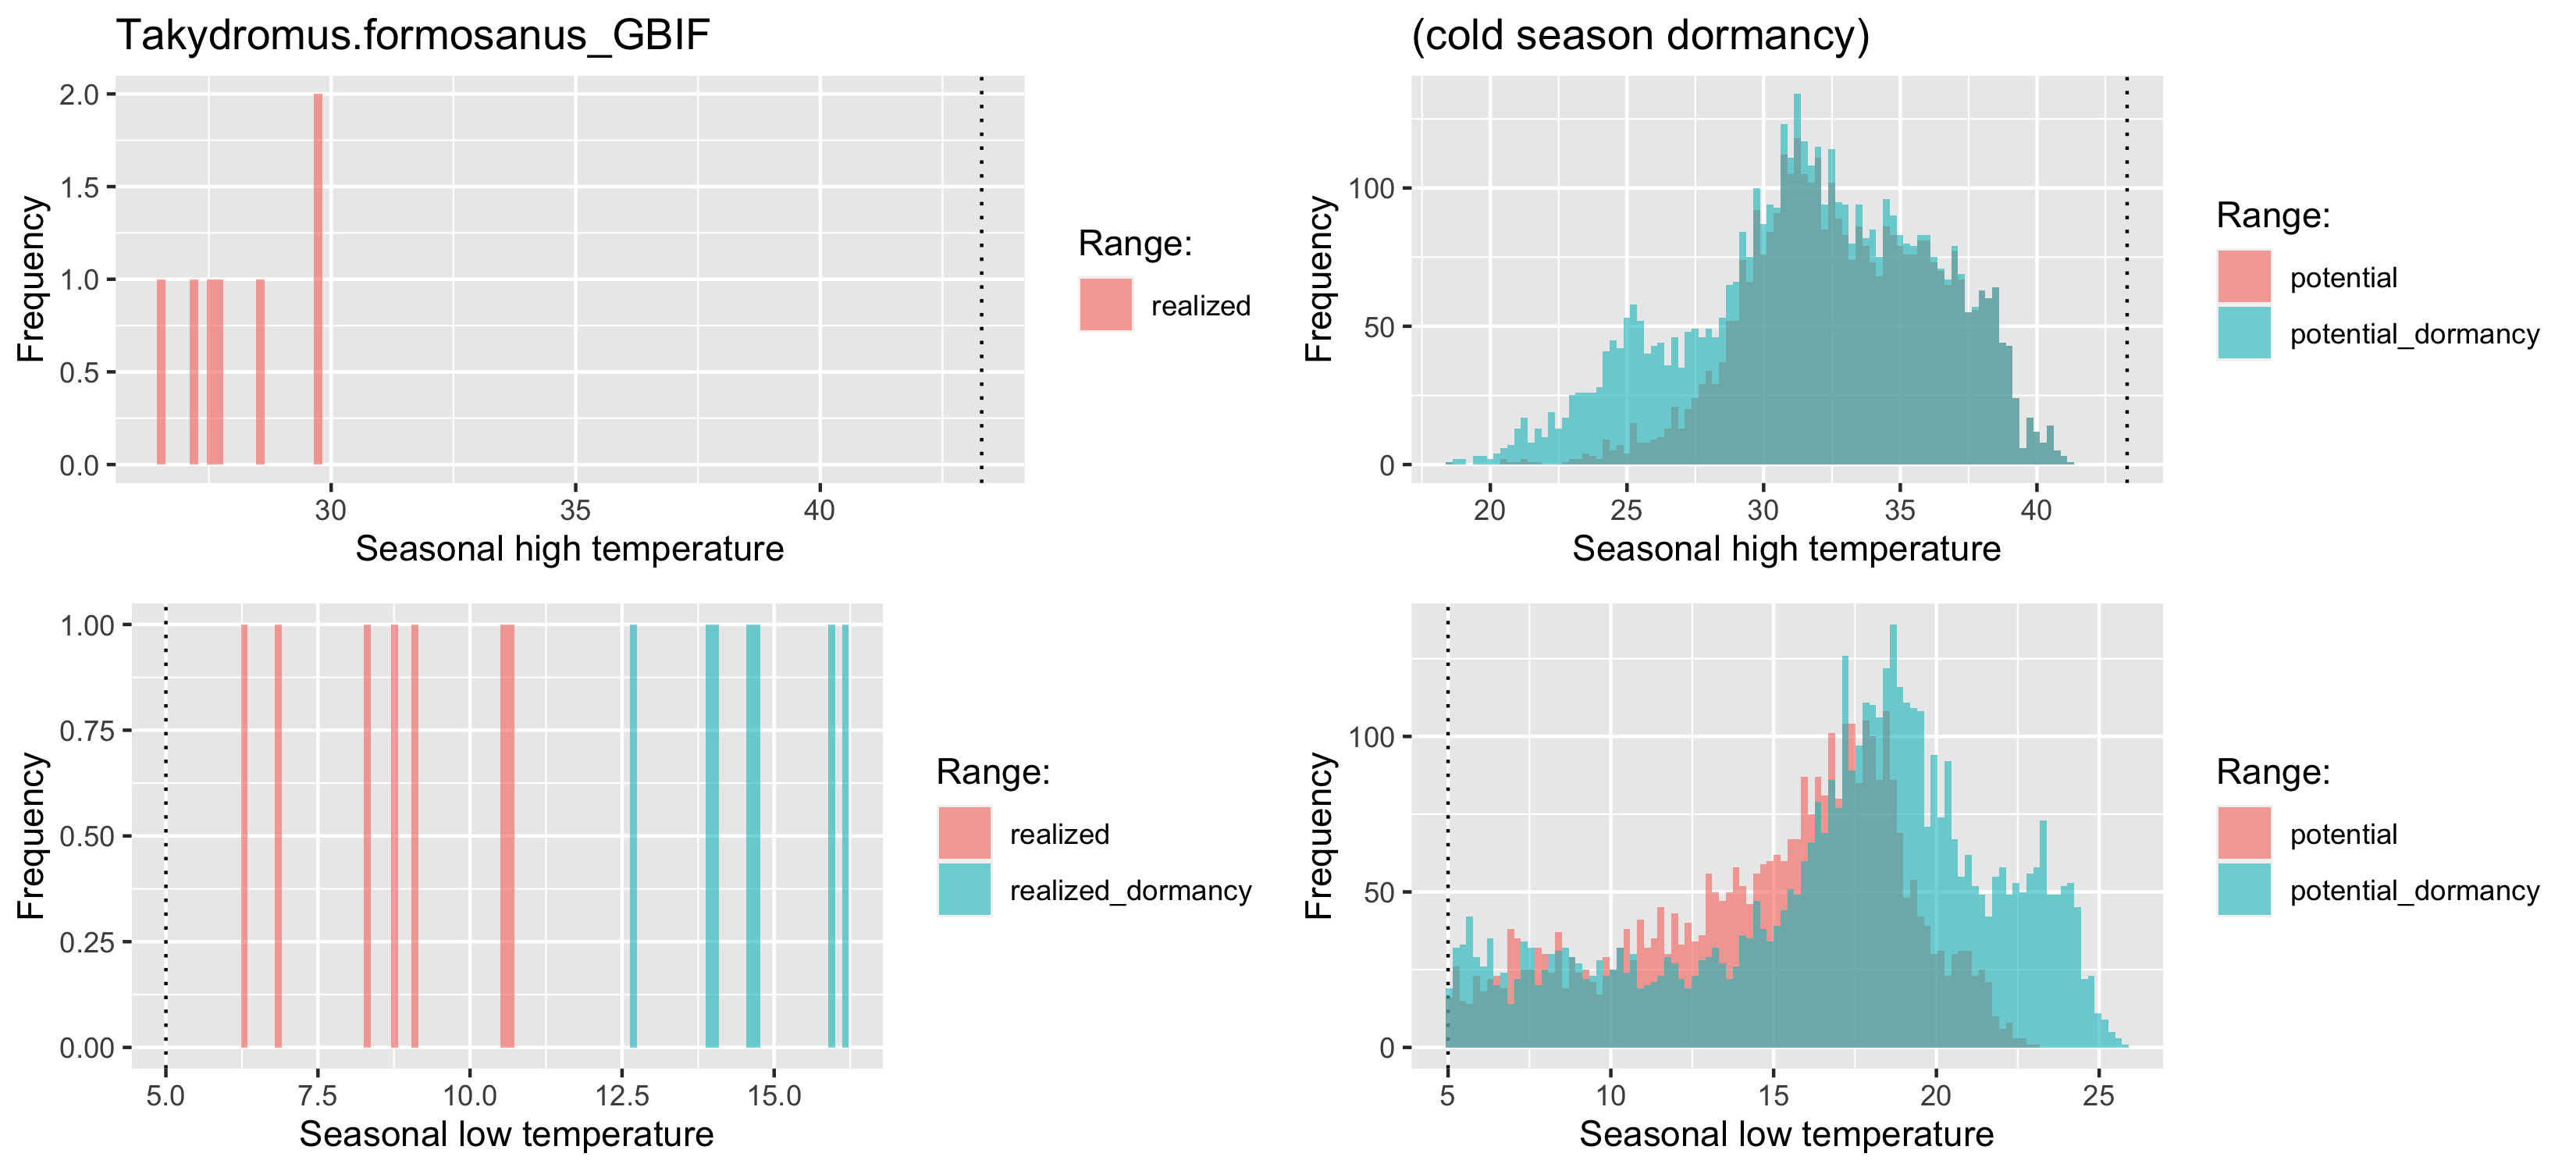 Takydromus.formosanus_GBIF
2.0
1.5
1.0
0.5
0.0
Frequency
30 35 40
Seasonal high temperature
Range:
realized
(cold season dormancy)
100
50
0
Frequency
20 25 30 35 40
Seasonal high temperature
Range:
potential
potential_dormancy
1.00
0.75
0.50
0.25
0.00
Frequency
5.0 7.5 10.0 12.5 15.0
Seasonal low temperature
Range:
realized
realized_dormancy
100
50
0
Frequency
5 10 15 20 25
Seasonal low temperature
Range:
potential
potential_dormancy